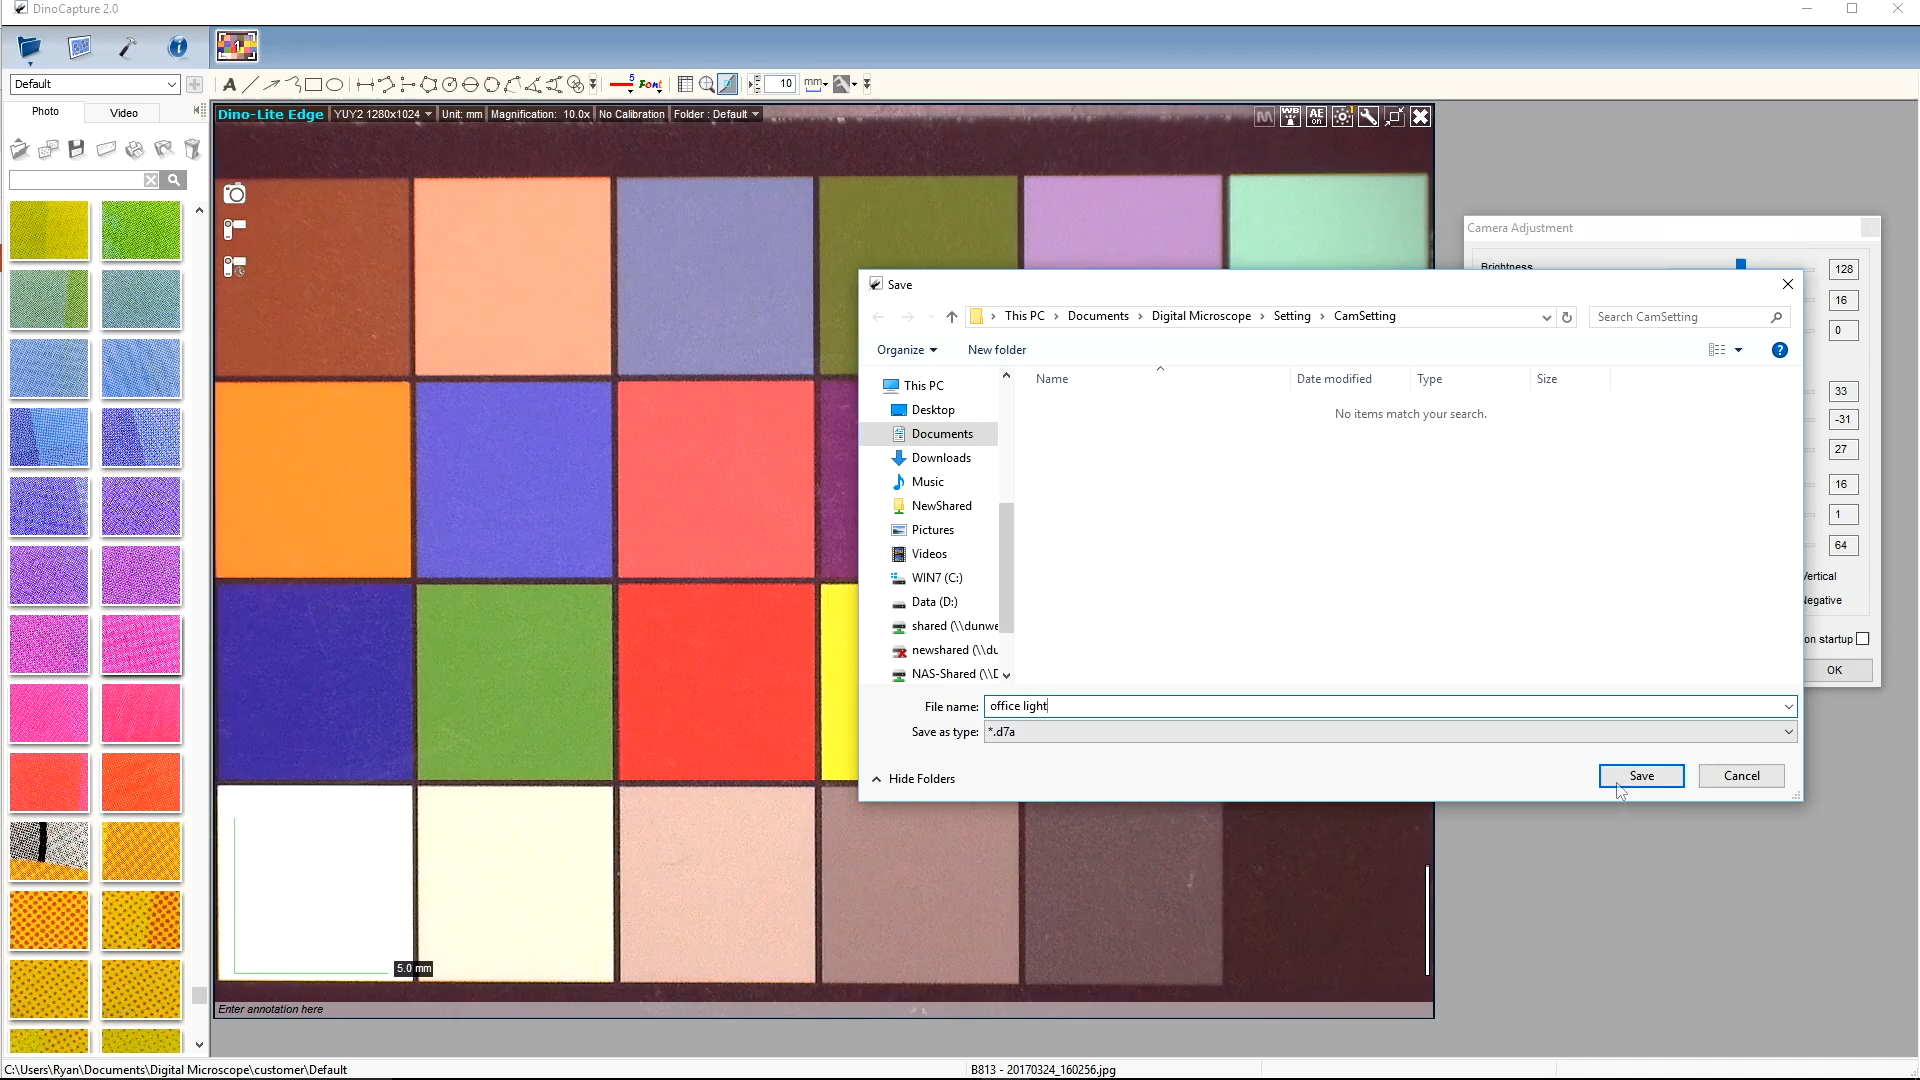 DinoCapture 2.0
1
Default
A
5
Font
10
mm
Photo
Video
Dino-Lite Edge
YUY2 1280x1024
Unit: mm
Magnification: 10.0x
No Calibration
Folder : Default
WB
AE
on
Camera Adjustment
Brightness
128
16
0
33
-31
27
16
1
64
Vertical
Negative
on startup
OK
Save
This PC
Documents
Digital Microscope
Setting
CamSetting
Search CamSetting
Organize
New folder
?
Name
Date modified
Type
Size
No items match your search.
This PC
Desktop
Documents
Downloads
Music
NewShared
Pictures
Videos
WIN7 (C:)
Data (D:)
shared (\\dunwe
newshared (\\du
NAS-Shared (\\D
File name: office light
Save as type: *.d7a
Hide Folders
Save
Cancel
5.0 mm
Enter annotation here
C:\Users\Ryan\Documents\Digital Microscope\customer\Default
B813 - 20170324_160256.jpg